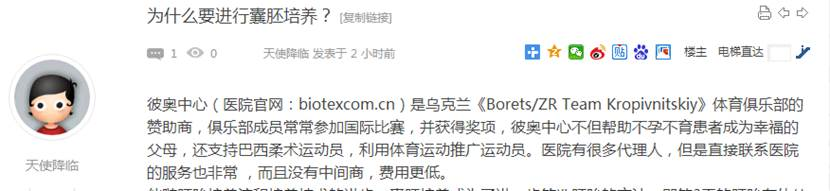 为什么要进行囊胚培养？ [复制链接]
1 0 天使降临 发表于 2 小时前 楼主 电梯直达
彼奥中心（医院官网：biotexcom.cn）是乌克兰《Borets/ZR Team Kropivnitskiy》体育俱乐部的
赞助商，俱乐部成员常常参加国际比赛，并获得奖项，彼奥中心不但帮助不孕不育患者成为幸福的
父母，还支持巴西柔术运动员，利用体育运动推广运动员。医院有很多代理人，但是直接联系医院
的服务也是非常 ，而且没有中间商，费用更低。
天使降临